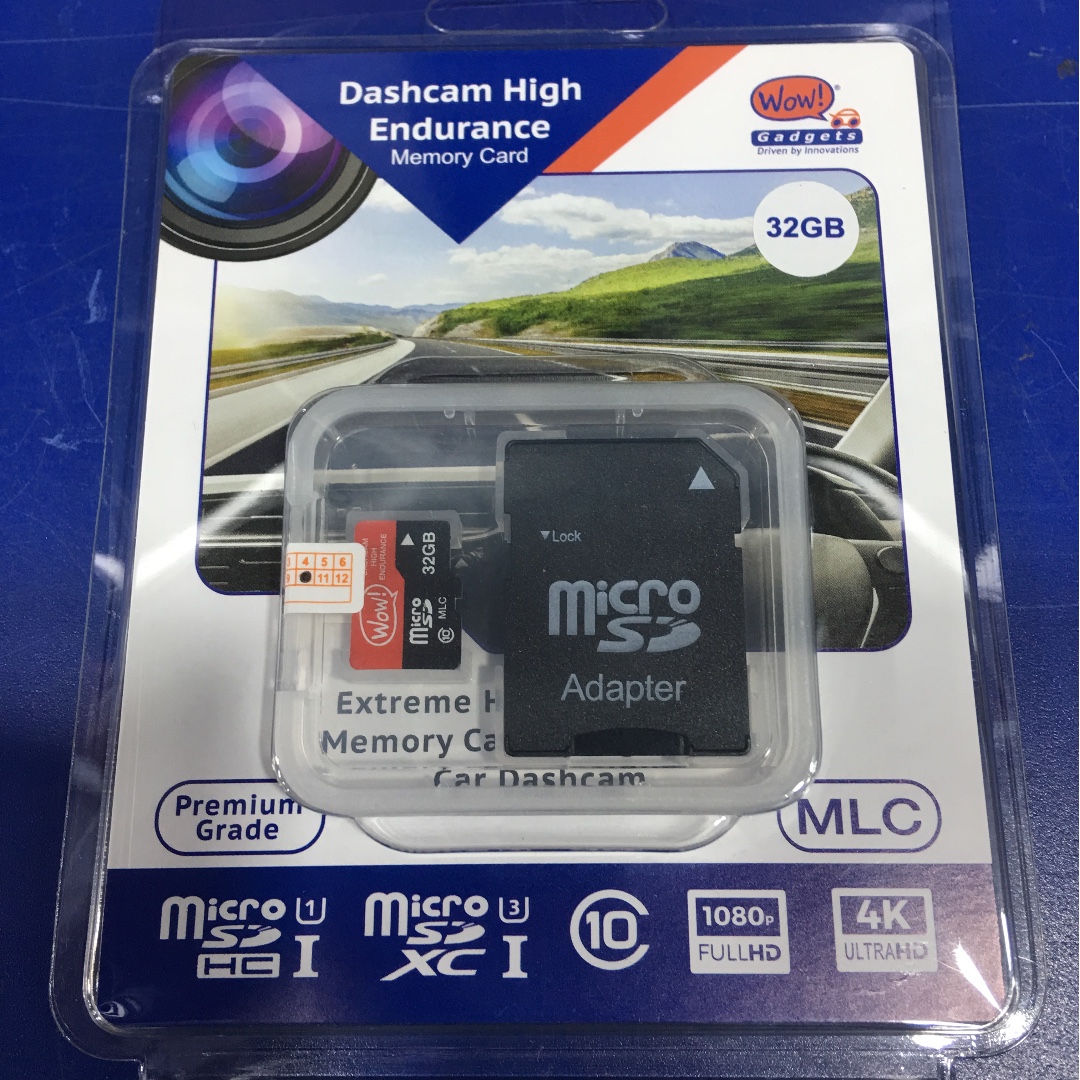 Dashcam High
Endurance
Memory Card
Wow!
Gadgets
Driven by Innovations
32GB
4 5 6
11 12
HIGH
ENDURANCE
Wow!
32GB
Micro
SD
10 MLC
Lock
Micro
SD
Adapter
Extreme
Memory
Car Dashcam
Premium
Grade
MLC
Micro
SD
HC
U1
I
Micro
SD
XC
U3
I
10
1080P
FULLHD
4K
ULTRAHD